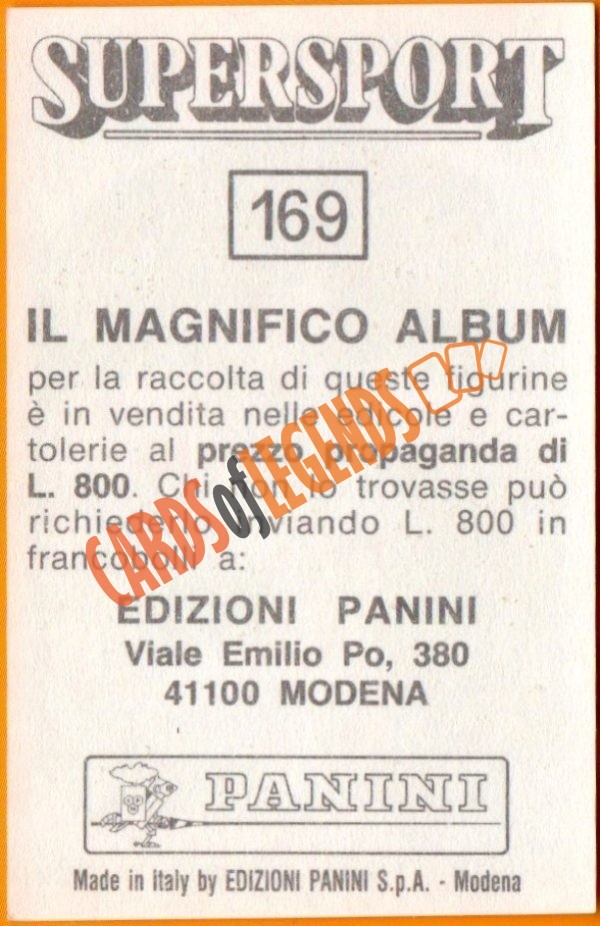 SUPERSPORT
169
IL MAGNIFICO ALBUM
per la raccolta di queste figurine
è in vendita nelle edicole e car-
tolerie al prezzo propaganda di
L. 800. Chi non lo trovasse può
richiederlo inviando L. 800 in
francobolli a:
CARDS of LEGENDS
EDIZIONI PANINI
Viale Emilio Po, 380
41100 MODENA
PANINI
Made in Italy by EDIZIONI PANINI S.p.A. - Modena